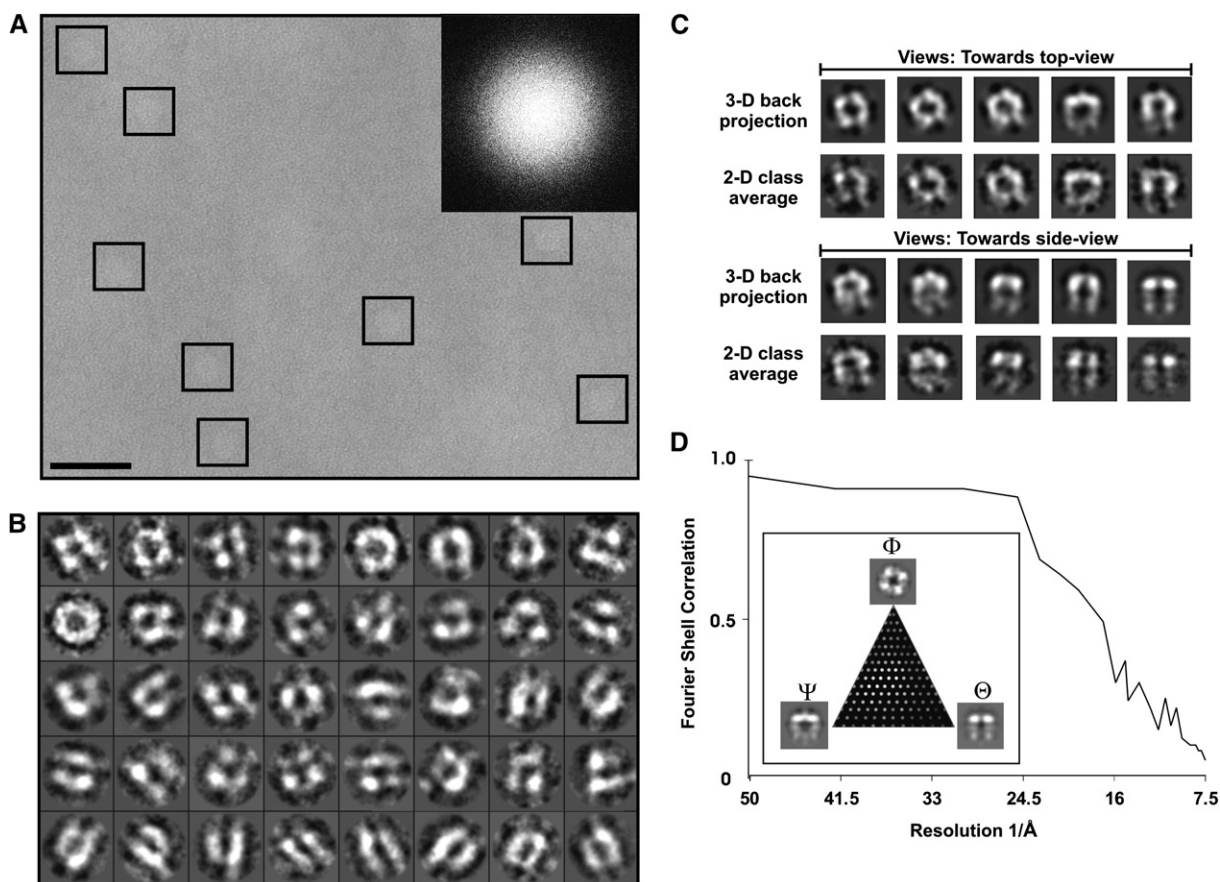 A
B
C
Views: Towards top-view
3-D back
projection
2-D class
average
Views: Towards side-view
3-D back
projection
2-D class
average
D
1.0
0.5
0
Fourier Shell Correlation
Φ
Ψ
Θ
50
41.5
33
24.5
16
7.5
Resolution 1/Å